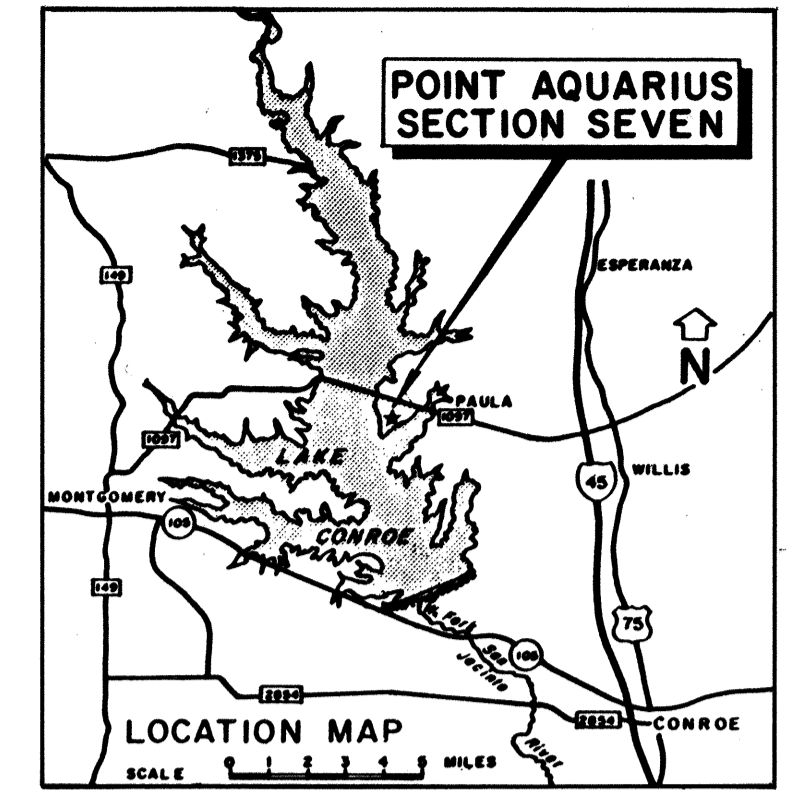 POINT AQUARIUS
SECTION SEVEN
1375
149
ESPERANZA
N
PAULA
1097
1097
LAKE
WILLIS
45
MONTGOMERY
105
CONROE
149
75
W. Fork
San
Jacinto
105
2854
2854
CONROE
LOCATION MAP
River
SCALE
0 1 2 3 4 5 MILES